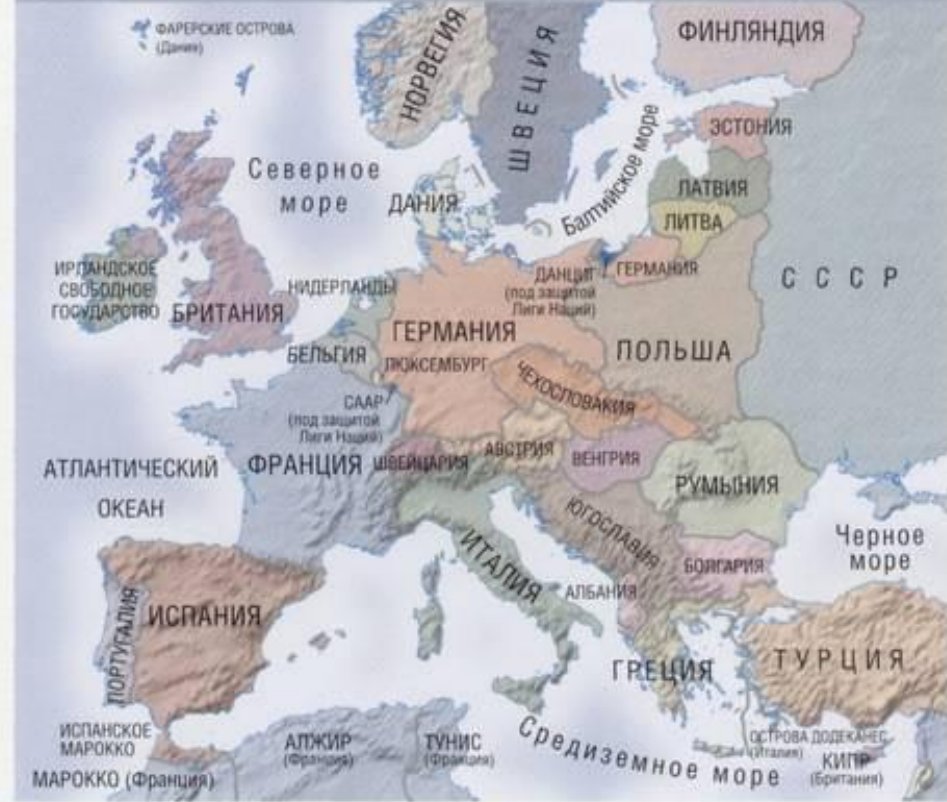 ФАРЕРСКИЕ ОСТРОВА
(Дания)
НОРВЕГИЯ
ШВЕЦИЯ
ФИНЛЯНДИЯ
ЭСТОНИЯ
Северное
море
Балтийское море
ЛАТВИЯ
ДАНИЯ
ЛИТВА
ИРЛАНДСКОЕ
СВОБОДНОЕ
ГОСУДАРСТВО
БРИТАНИЯ
НИДЕРЛАНДЫ
ДАНЦИГ
(под защитой
Лиги Наций)
ГЕРМАНИЯ
СССР
ГЕРМАНИЯ
БЕЛЬГИЯ
ЛЮКСЕМБУРГ
ПОЛЬША
ЧЕХОСЛОВАКИЯ
СААР
(под защитой
Лиги Наций)
АТЛАНТИЧЕСКИЙ
ОКЕАН
ФРАНЦИЯ
ШВЕЙЦАРИЯ
АВСТРИЯ
ВЕНГРИЯ
РУМЫНИЯ
ЮГОСЛАВИЯ
Черное
море
ИТАЛИЯ
БОЛГАРИЯ
АЛБАНИЯ
ПОРТУГАЛИЯ
ИСПАНИЯ
ГРЕЦИЯ
ТУРЦИЯ
ИСПАНСКОЕ
МАРОККО
МАРОККО (Франция)
АЛЖИР
(Франция)
ТУНИС
(Франция)
Средиземное море
ОСТРОВА ДОДЕКАНЕС
(Италия)
КИПР
(Британия)